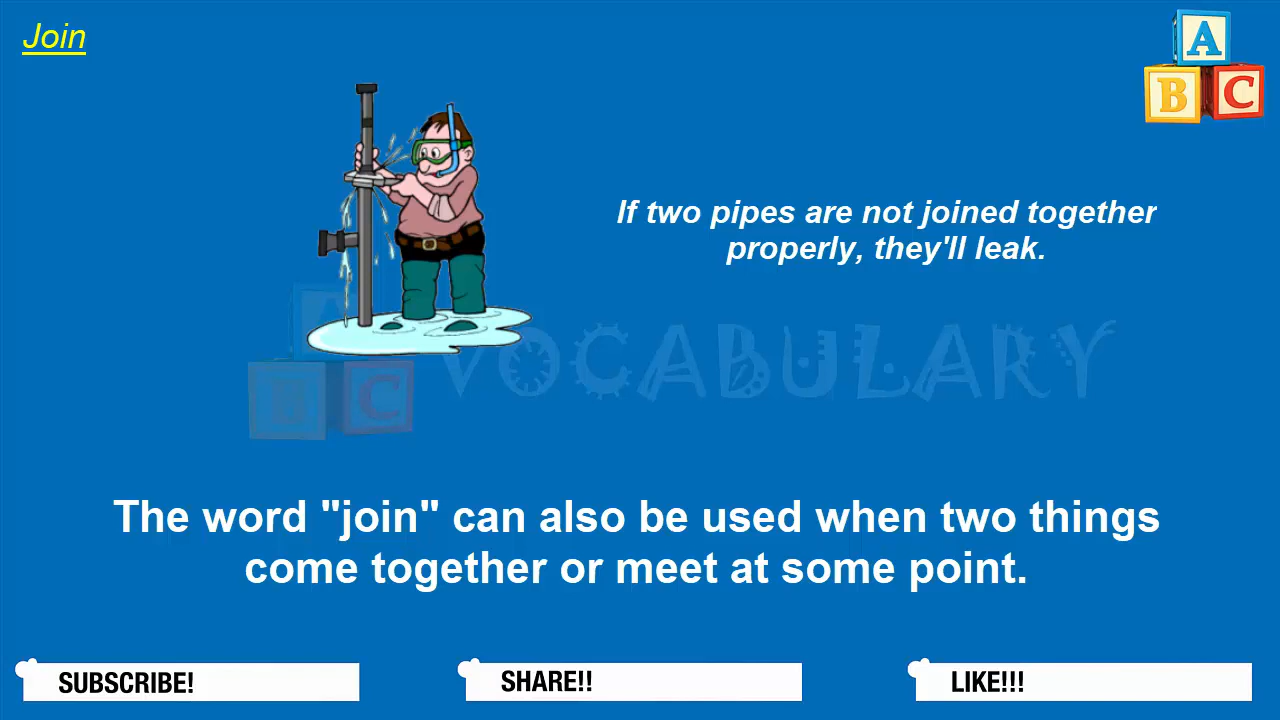 Join
A
B C
If two pipes are not joined together
properly, they'll leak.
A
B C VOCABULARY
The word "join" can also be used when two things
come together or meet at some point.
SUBSCRIBE! SHARE!! LIKE!!!